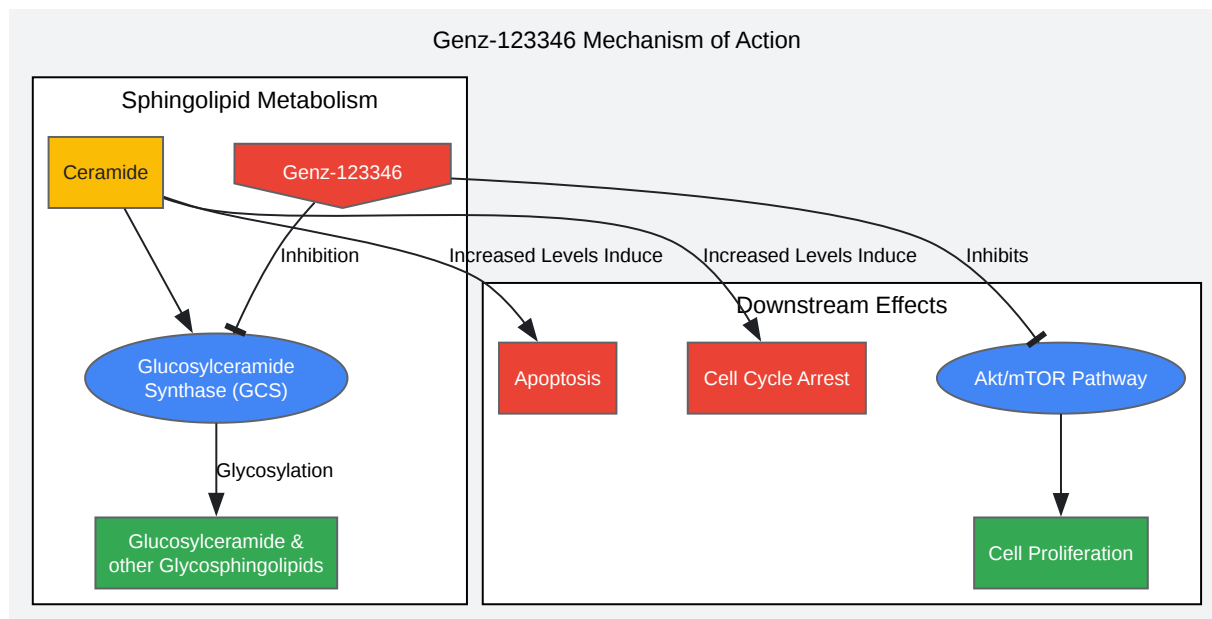 Genz-123346 Mechanism of Action
Sphingolipid Metabolism
Ceramide
Genz-123346
Inhibition
Increased Levels Induce
Increased Levels Induce
Inhibits
Downstream Effects
Glucosylceramide
Synthase (GCS)
Apoptosis
Cell Cycle Arrest
Akt/mTOR Pathway
Glycosylation
Glucosylceramide &
other Glycosphingolipids
Cell Proliferation